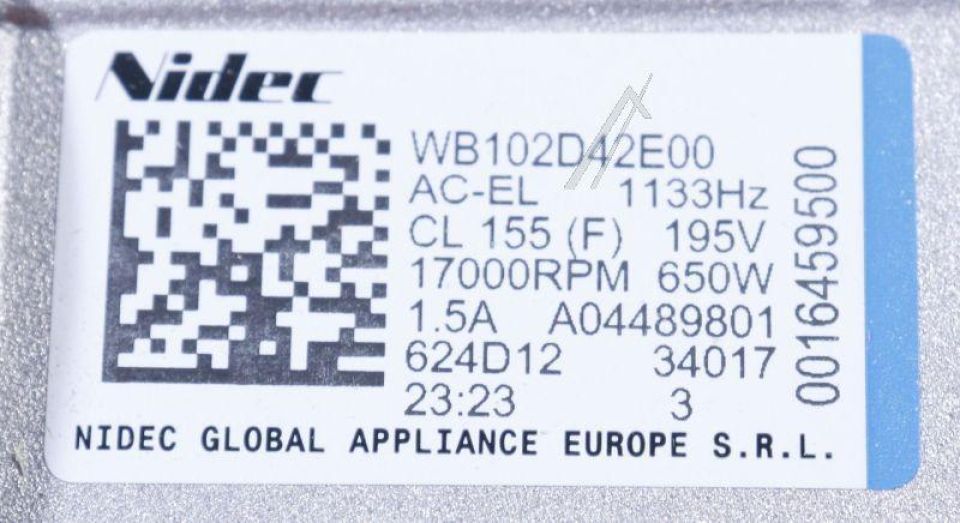 Nidec
WB102D42E00
AC-EL 1133Hz
CL 155 (F) 195V
17000RPM 650W
1.5A A04489801
624D12 34017
23:23 3
0016459500
NIDEC GLOBAL APPLIANCE EUROPE S.R.L.